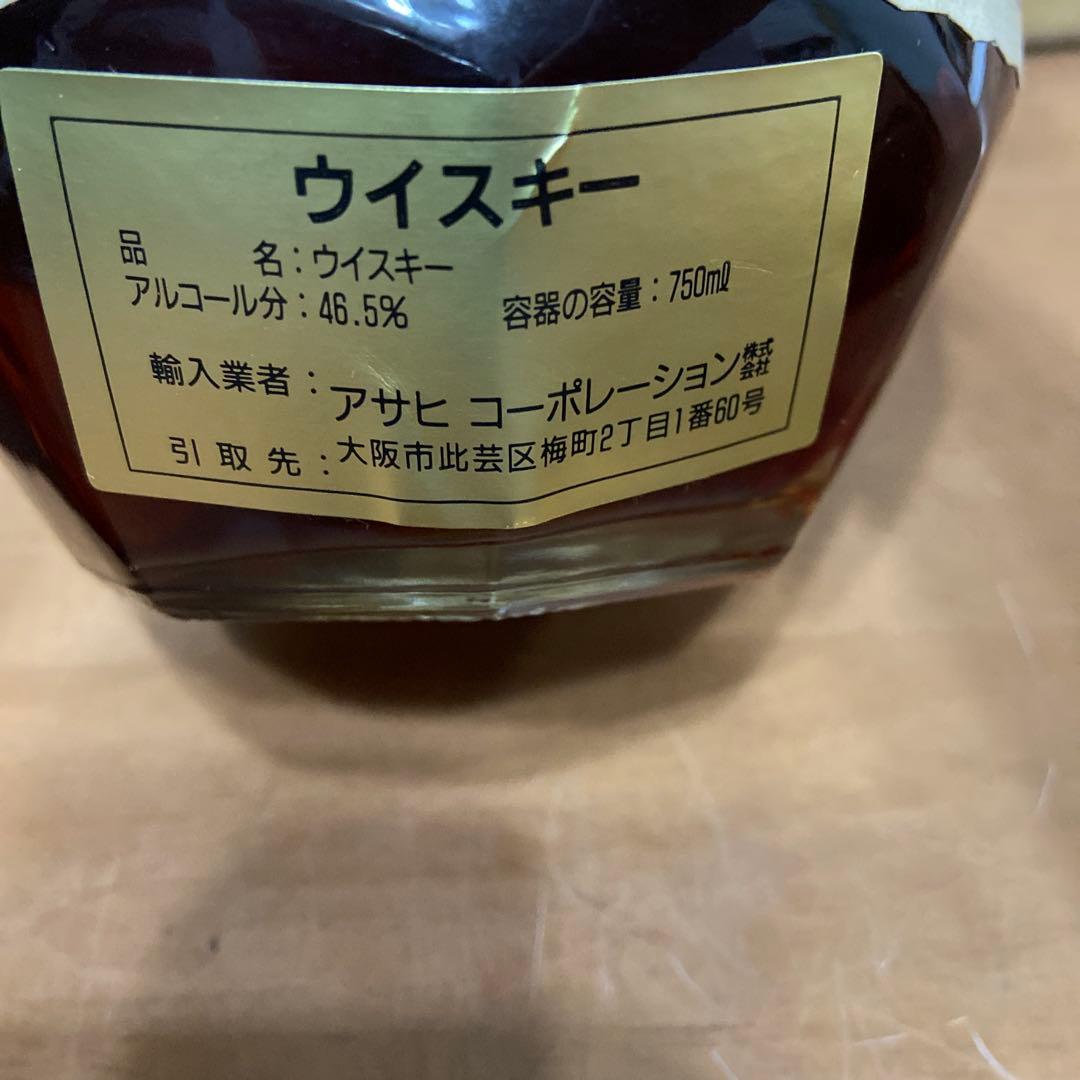 ウイスキー
品 名：ウイスキー
アルコール分：46.5% 容器の容量：750㎖
輸入業者：アサヒ コーポレーション株式会社
引取先：大阪市此芸区梅町2丁目1番60号